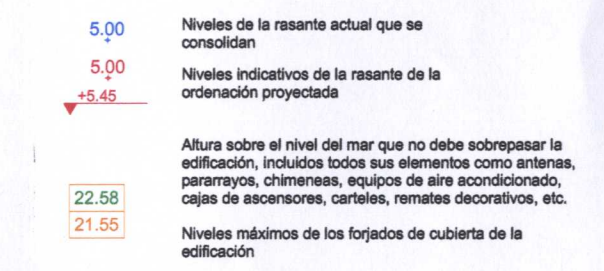 5.00
Niveles de la rasante actual que se
consolidan
5.00
+5.45
Niveles indicativos de la rasante de la
ordenación proyectada
Altura sobre el nivel del mar que no debe sobrepasar la
edificación, incluidos todos sus elementos como antenas,
pararrayos, chimeneas, equipos de aire acondicionado,
cajas de ascensores, carteles, remates decorativos, etc.
22.58
21.55
Niveles máximos de los forjados de cubierta de la
edificación